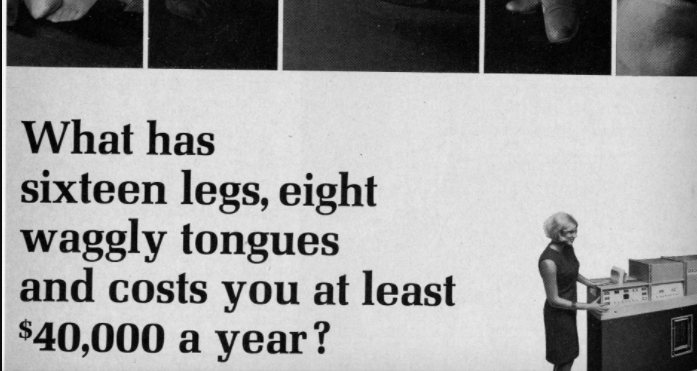 What has
sixteen legs, eight
waggly tongues
and costs you at least
$40,000 a year?